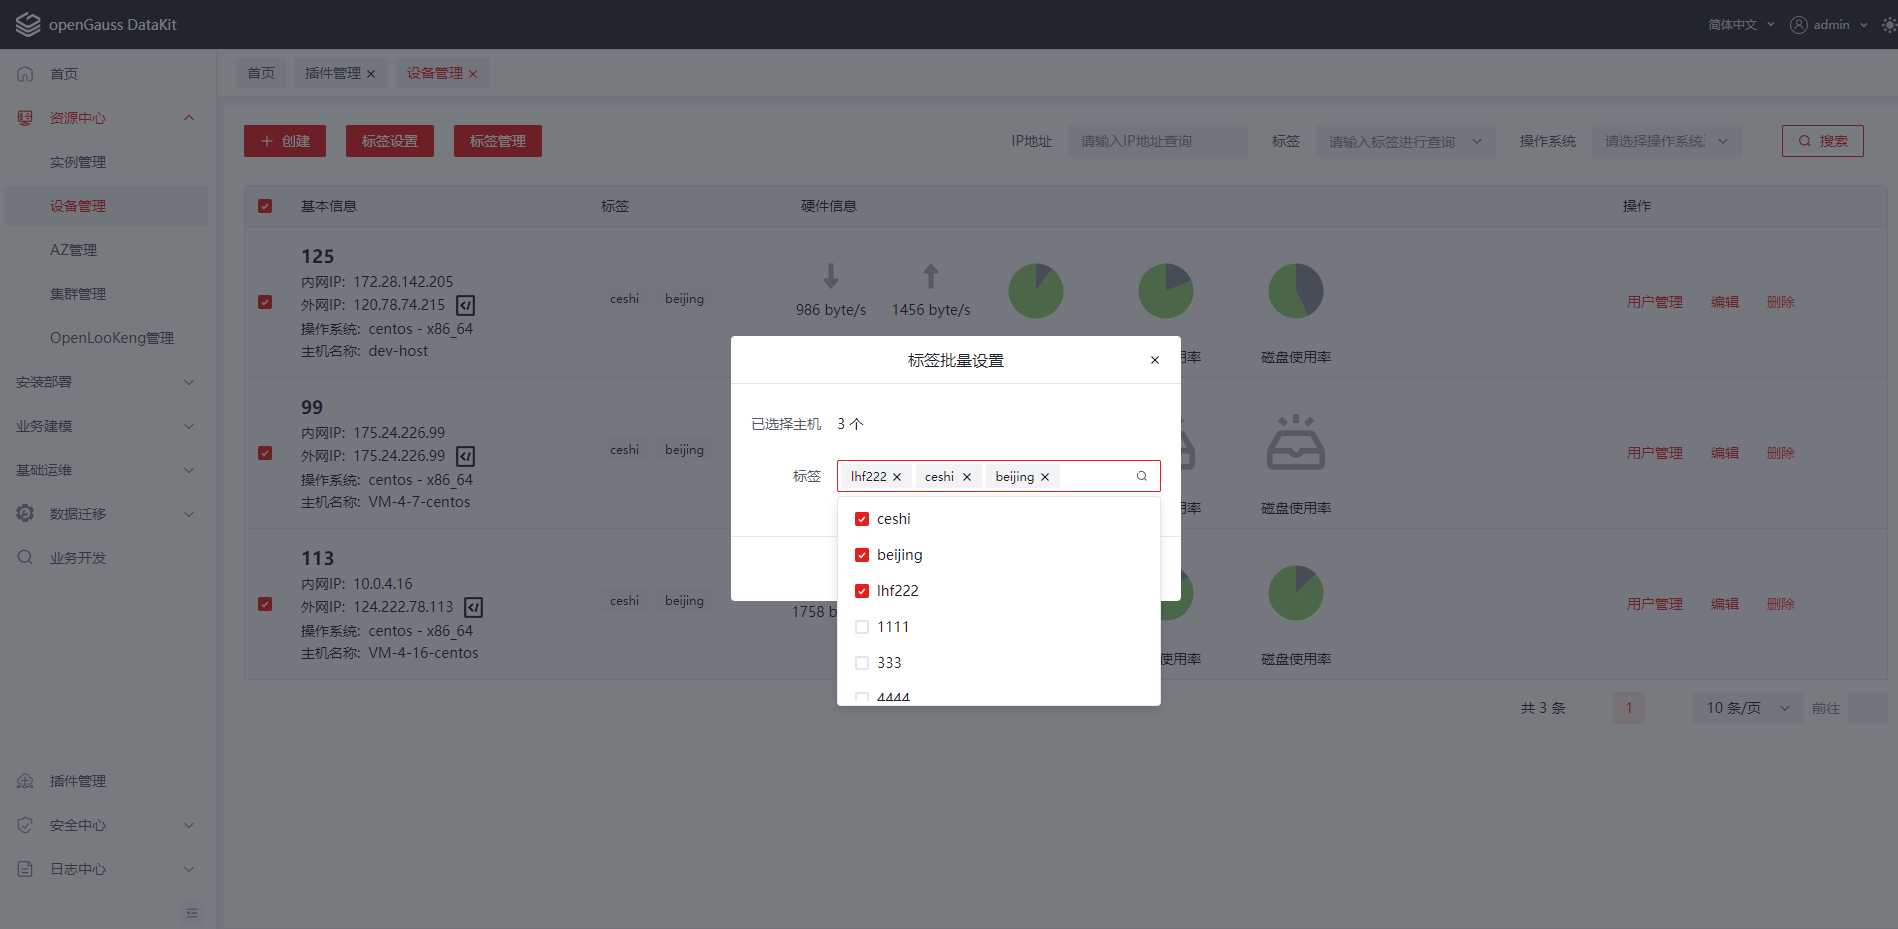 openGauss DataKit
简体中文
admin
首页
资源中心
实例管理
设备管理
AZ管理
集群管理
OpenLooKeng管理
安装部署
业务建模
基础运维
数据迁移
业务开发
插件管理
安全中心
日志中心
首页 插件管理 设备管理
创建 标签设置 标签管理
IP地址 请输入IP地址查询 标签 请输入标签进行查询 操作系统 请选择操作系统 搜索
基本信息 标签 硬件信息 操作
125
内网IP: 172.28.142.205
外网IP: 120.78.74.215
操作系统: centos - x86_64
主机名称: dev-host
ceshi beijing
986 byte/s 1456 byte/s
用率 磁盘使用率
用户管理 编辑 删除
99
内网IP: 175.24.226.99
外网IP: 175.24.226.99
操作系统: centos - x86_64
主机名称: VM-4-7-centos
ceshi beijing
用率 磁盘使用率
用户管理 编辑 删除
113
内网IP: 10.0.4.16
外网IP: 124.222.78.113
操作系统: centos - x86_64
主机名称: VM-4-16-centos
ceshi beijing
1758 b
使用率 磁盘使用率
用户管理 编辑 删除
共 3 条 1 10 条/页 前往
标签批量设置
已选择主机 3 个
标签 lhf222 ceshi beijing
ceshi
beijing
lhf222
1111
333
4444